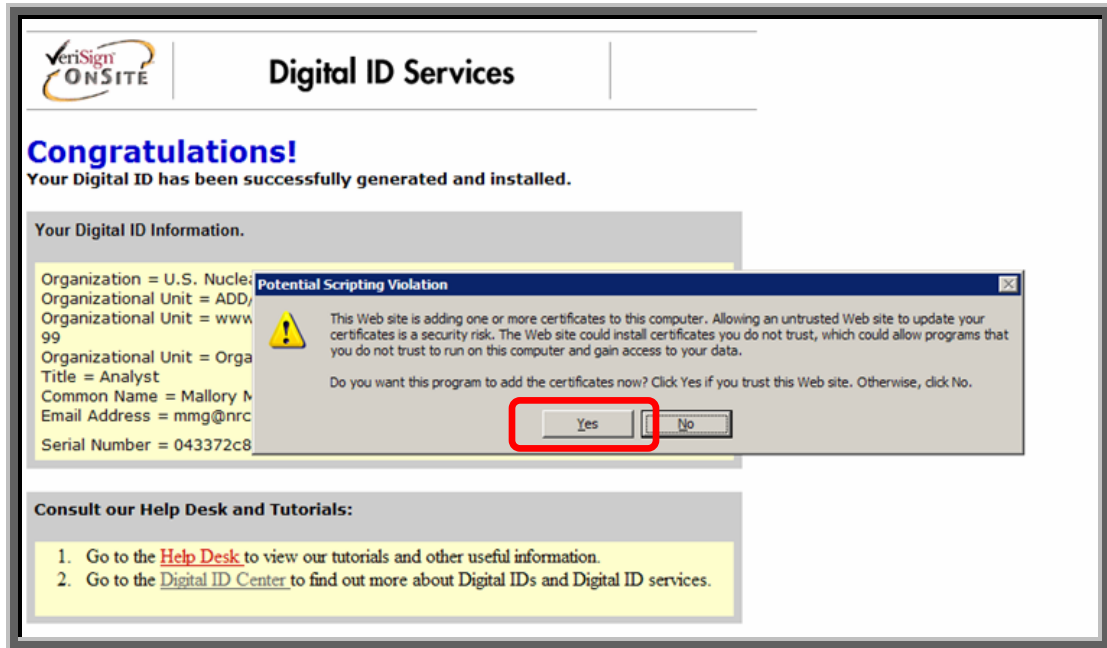 VeriSign
ONSITE
Digital ID Services
Congratulations!
Your Digital ID has been successfully generated and installed.
Your Digital ID Information.
Organization = U.S.
Organizational Unit = ADD/
Organizational Unit = www
99
Organizational Unit =
Title = Analyst
Common Name = Mallory
Email Address = mmg@nrc
Serial Number = 043372c8
Potential Scripting Violation
This Web site is adding one or more certificates to this computer. Allowing an untrusted Web site to update your
certificates is a security risk. The Web site could install certificates you do not trust, which could allow programs that
you do not trust to run on this computer and gain access to your data.
Do you want this program to add the certificates now? Click Yes if you trust this Web site. Otherwise, click No.
Yes
No
Consult our Help Desk and Tutorials:
1. Go to the Help Desk to view our tutorials and other useful information.
2. Go to the Digital ID Center to find out more about Digital IDs and Digital ID services.